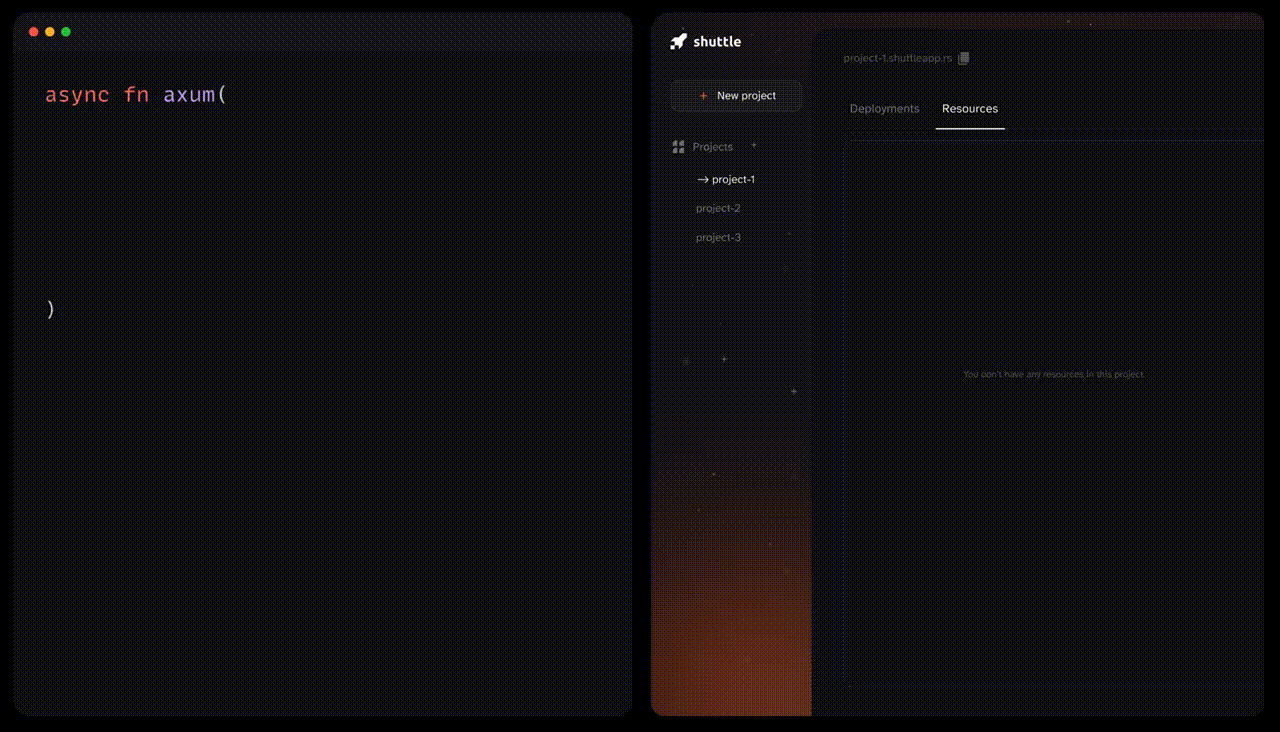 async fn axum(
)
shuttle
+ New project
Projects +
→ project-1
project-2
project-3
project-1.shuttleapp.rs
Deployments Resources
You don't have any resources in this project.